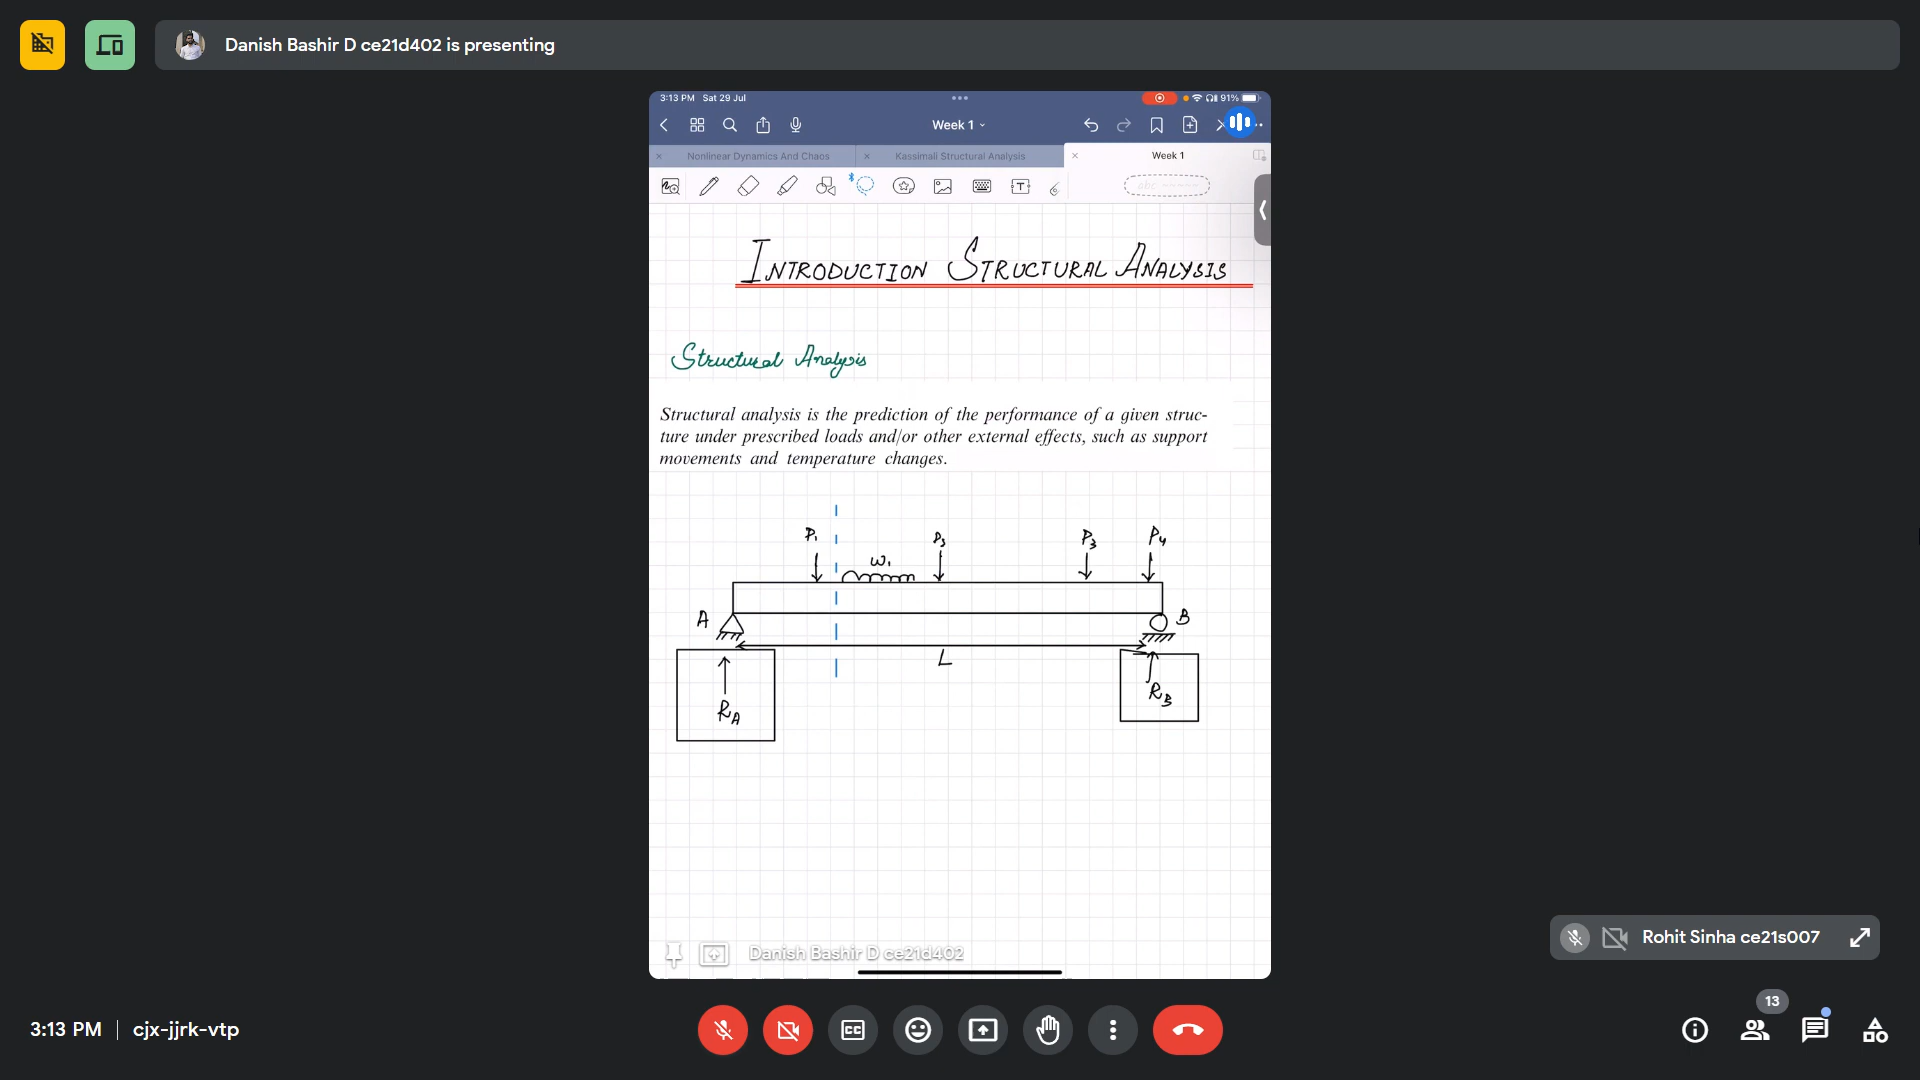 Danish Bashir D ce21d402 is presenting
3:13 PM Sat 29 Jul
91%
Week 1
Nonlinear Dynamics And Chaos
Kassimali Structural Analysis
Week 1
abc
INTRODUCTION STRUCTURAL ANALYSIS
Structural Analysis
Structural analysis is the prediction of the performance of a given struc-
ture under prescribed loads and/or other external effects, such as support
movements and temperature changes.
P1
W1
P3
P4
A
B
L
RA
RB
Danish Bashir D ce21d402
Rohit Sinha ce21s007
3:13 PM | cjx-jjrk-vtp
CC
13